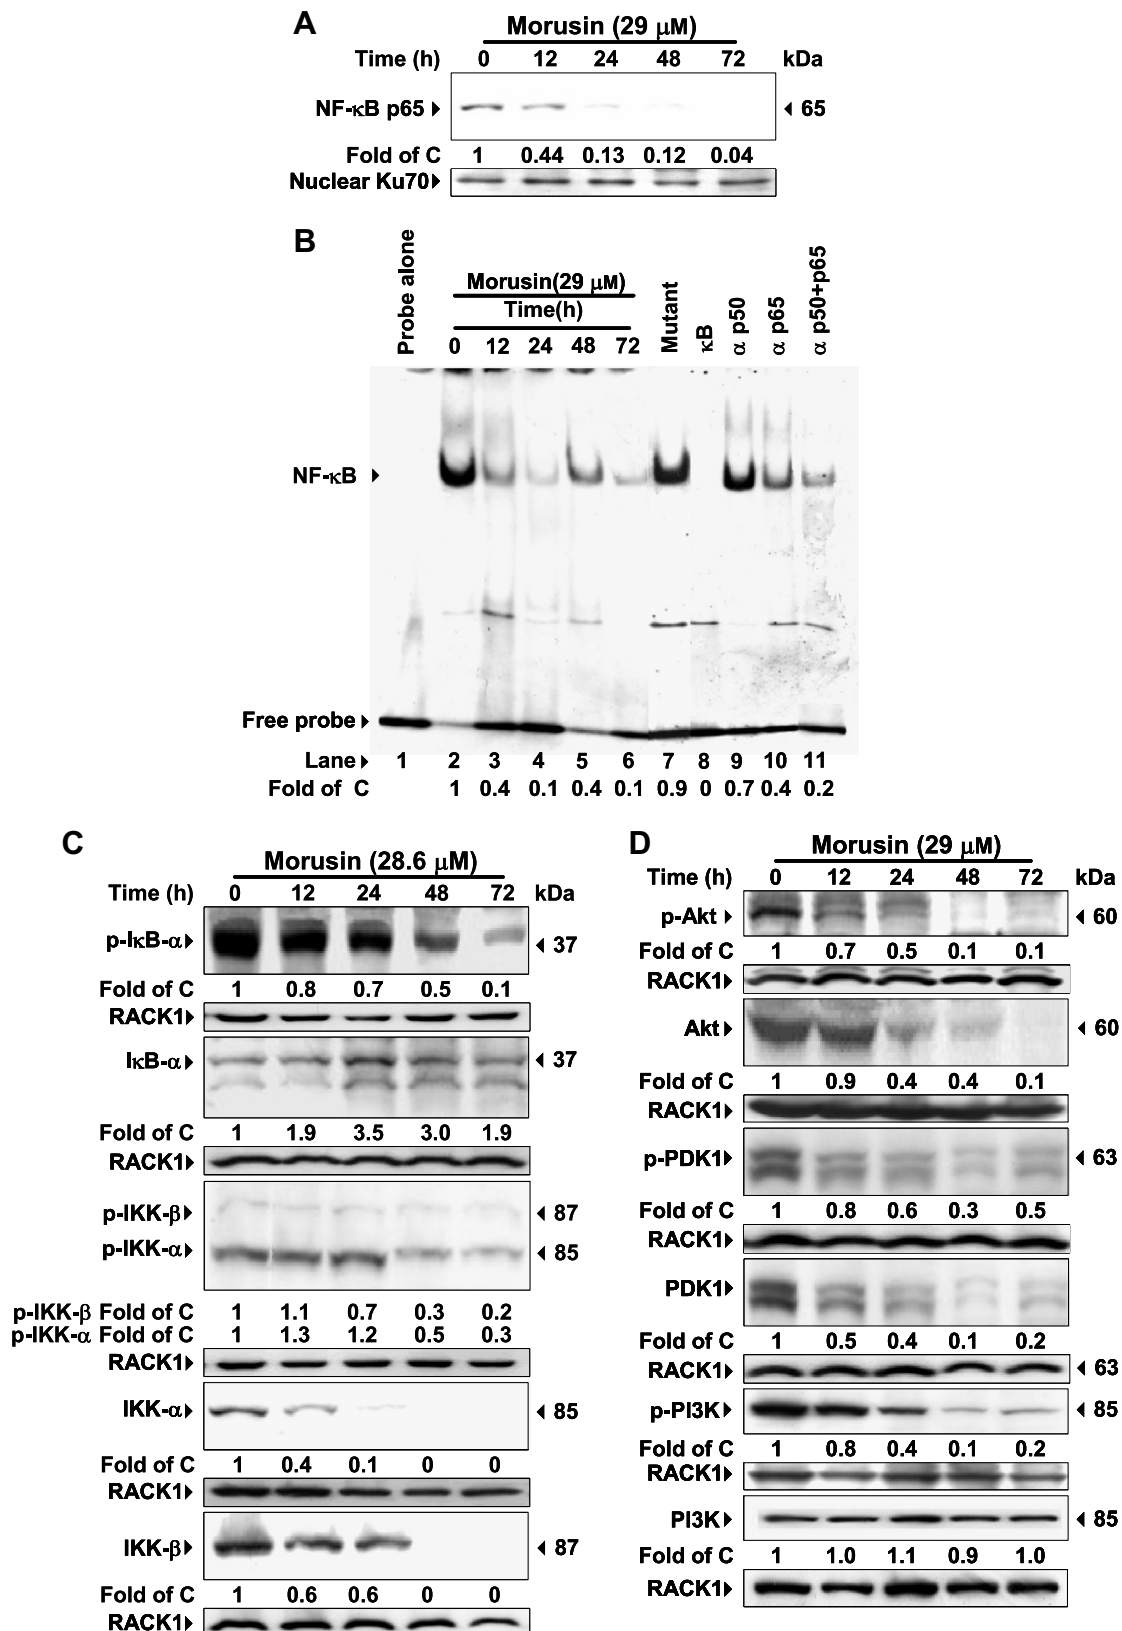 A
Morusin (29 μM)
Time (h) 0 12 24 48 72 kDa
NF-κB p65 65
Fold of C 1 0.44 0.13 0.12 0.04
Nuclear Ku70
B
Probe alone
Morusin(29 μM)
Time(h)
0 12 24 48 72
Mutant
κB
α p50
α p65
α p50+p65
NF-κB
Free probe
Lane 1 2 3 4 5 6 7 8 9 10 11
Fold of C 1 0.4 0.1 0.4 0.1 0.9 0 0.7 0.4 0.2
C
Morusin (28.6 μM)
Time (h) 0 12 24 48 72 kDa
p-IκB-α 37
Fold of C 1 0.8 0.7 0.5 0.1
RACK1
IκB-α 37
Fold of C 1 1.9 3.5 3.0 1.9
RACK1
p-IKK-β 87
p-IKK-α 85
p-IKK-β Fold of C 1 1.1 0.7 0.3 0.2
p-IKK-α Fold of C 1 1.3 1.2 0.5 0.3
RACK1
IKK-α 85
Fold of C 1 0.4 0.1 0 0
RACK1
IKK-β 87
Fold of C 1 0.6 0.6 0 0
RACK1
D
Morusin (29 μM)
Time (h) 0 12 24 48 72 kDa
p-Akt 60
Fold of C 1 0.7 0.5 0.1 0.1
RACK1
Akt 60
Fold of C 1 0.9 0.4 0.4 0.1
RACK1
p-PDK1 63
Fold of C 1 0.8 0.6 0.3 0.5
RACK1
PDK1
Fold of C 1 0.5 0.4 0.1 0.2
RACK1 63
p-PI3K 85
Fold of C 1 0.8 0.4 0.1 0.2
RACK1
PI3K 85
Fold of C 1 1.0 1.1 0.9 1.0
RACK1